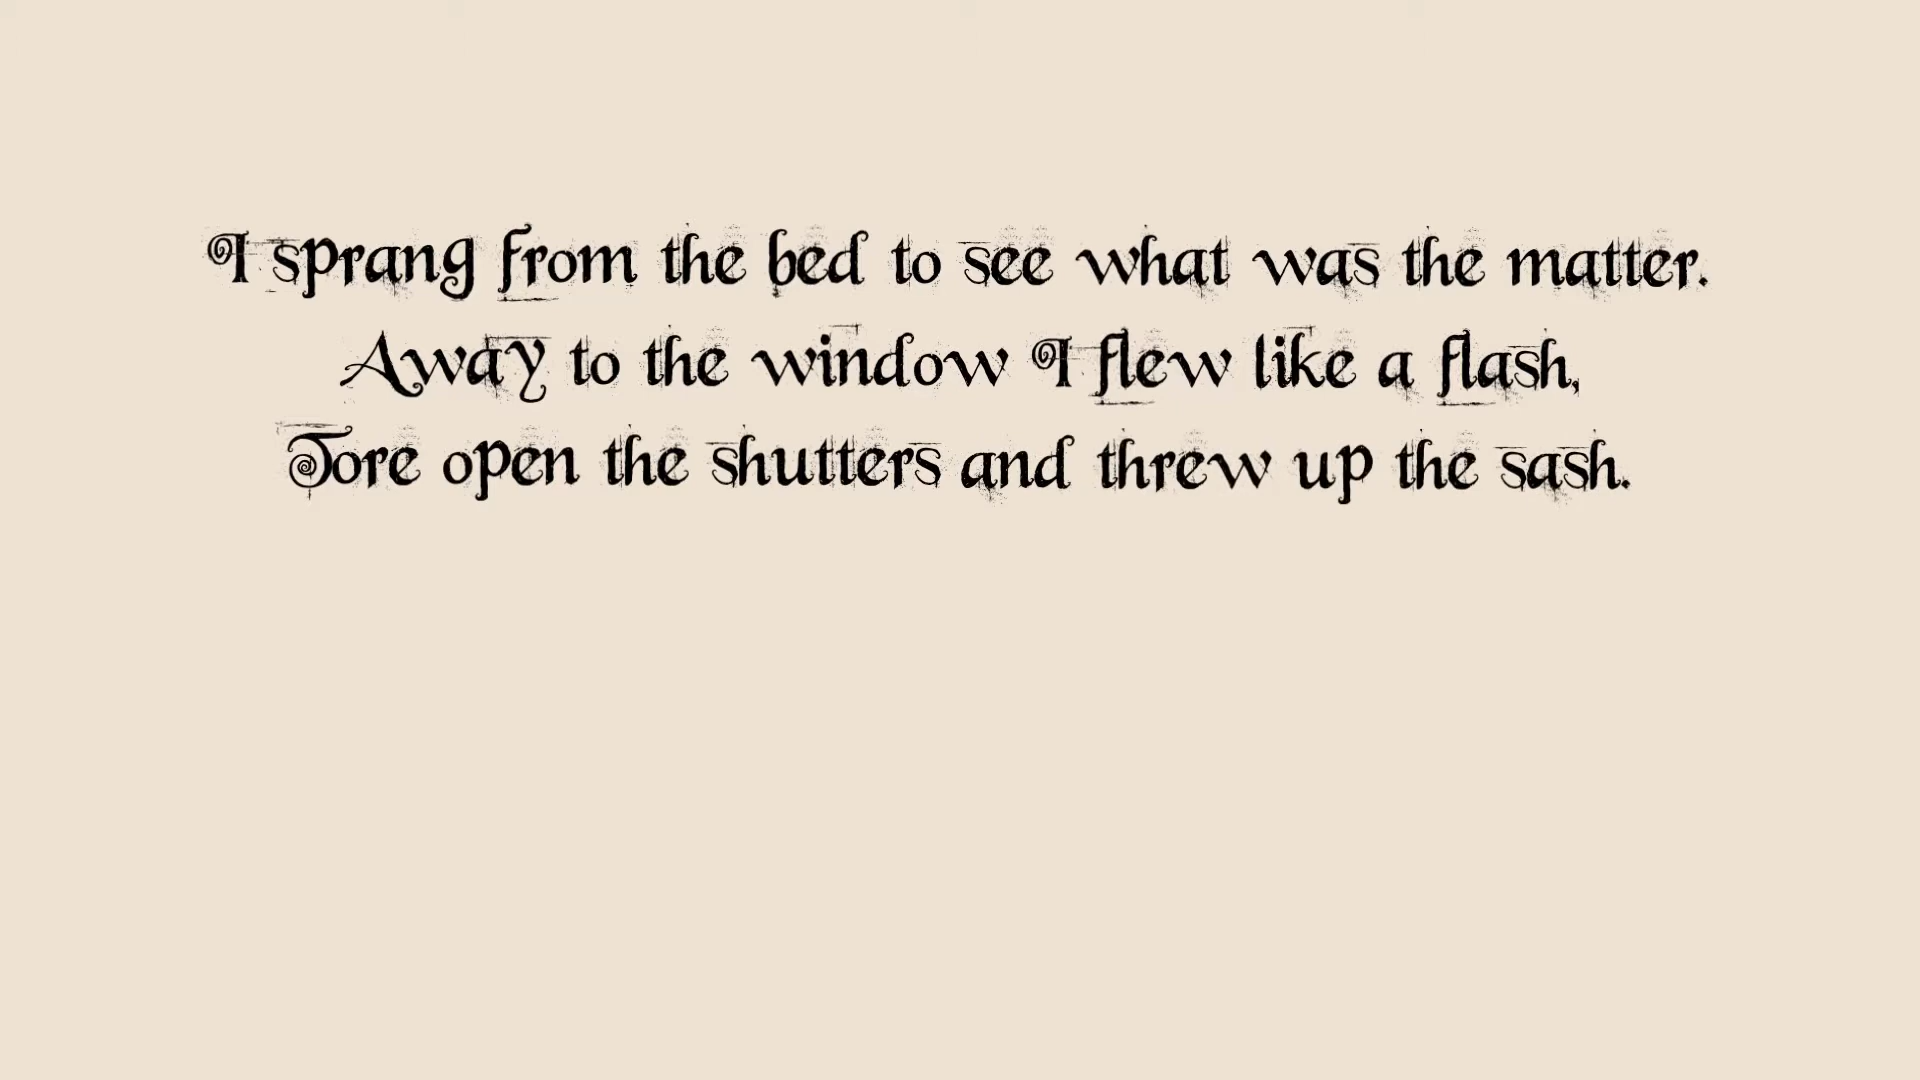 I sprang from the bed to see what was the matter.
Away to the window I flew like a flash,
Tore open the shutters and threw up the sash.